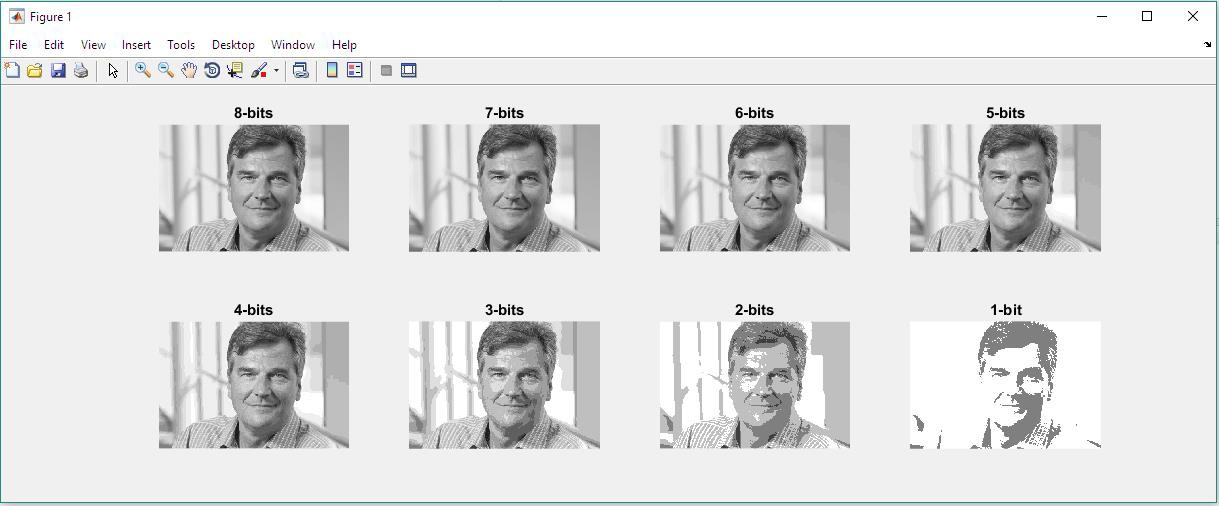 Figure 1
File Edit View Insert Tools Desktop Window Help
8-bits 7-bits 6-bits 5-bits
4-bits 3-bits 2-bits 1-bit